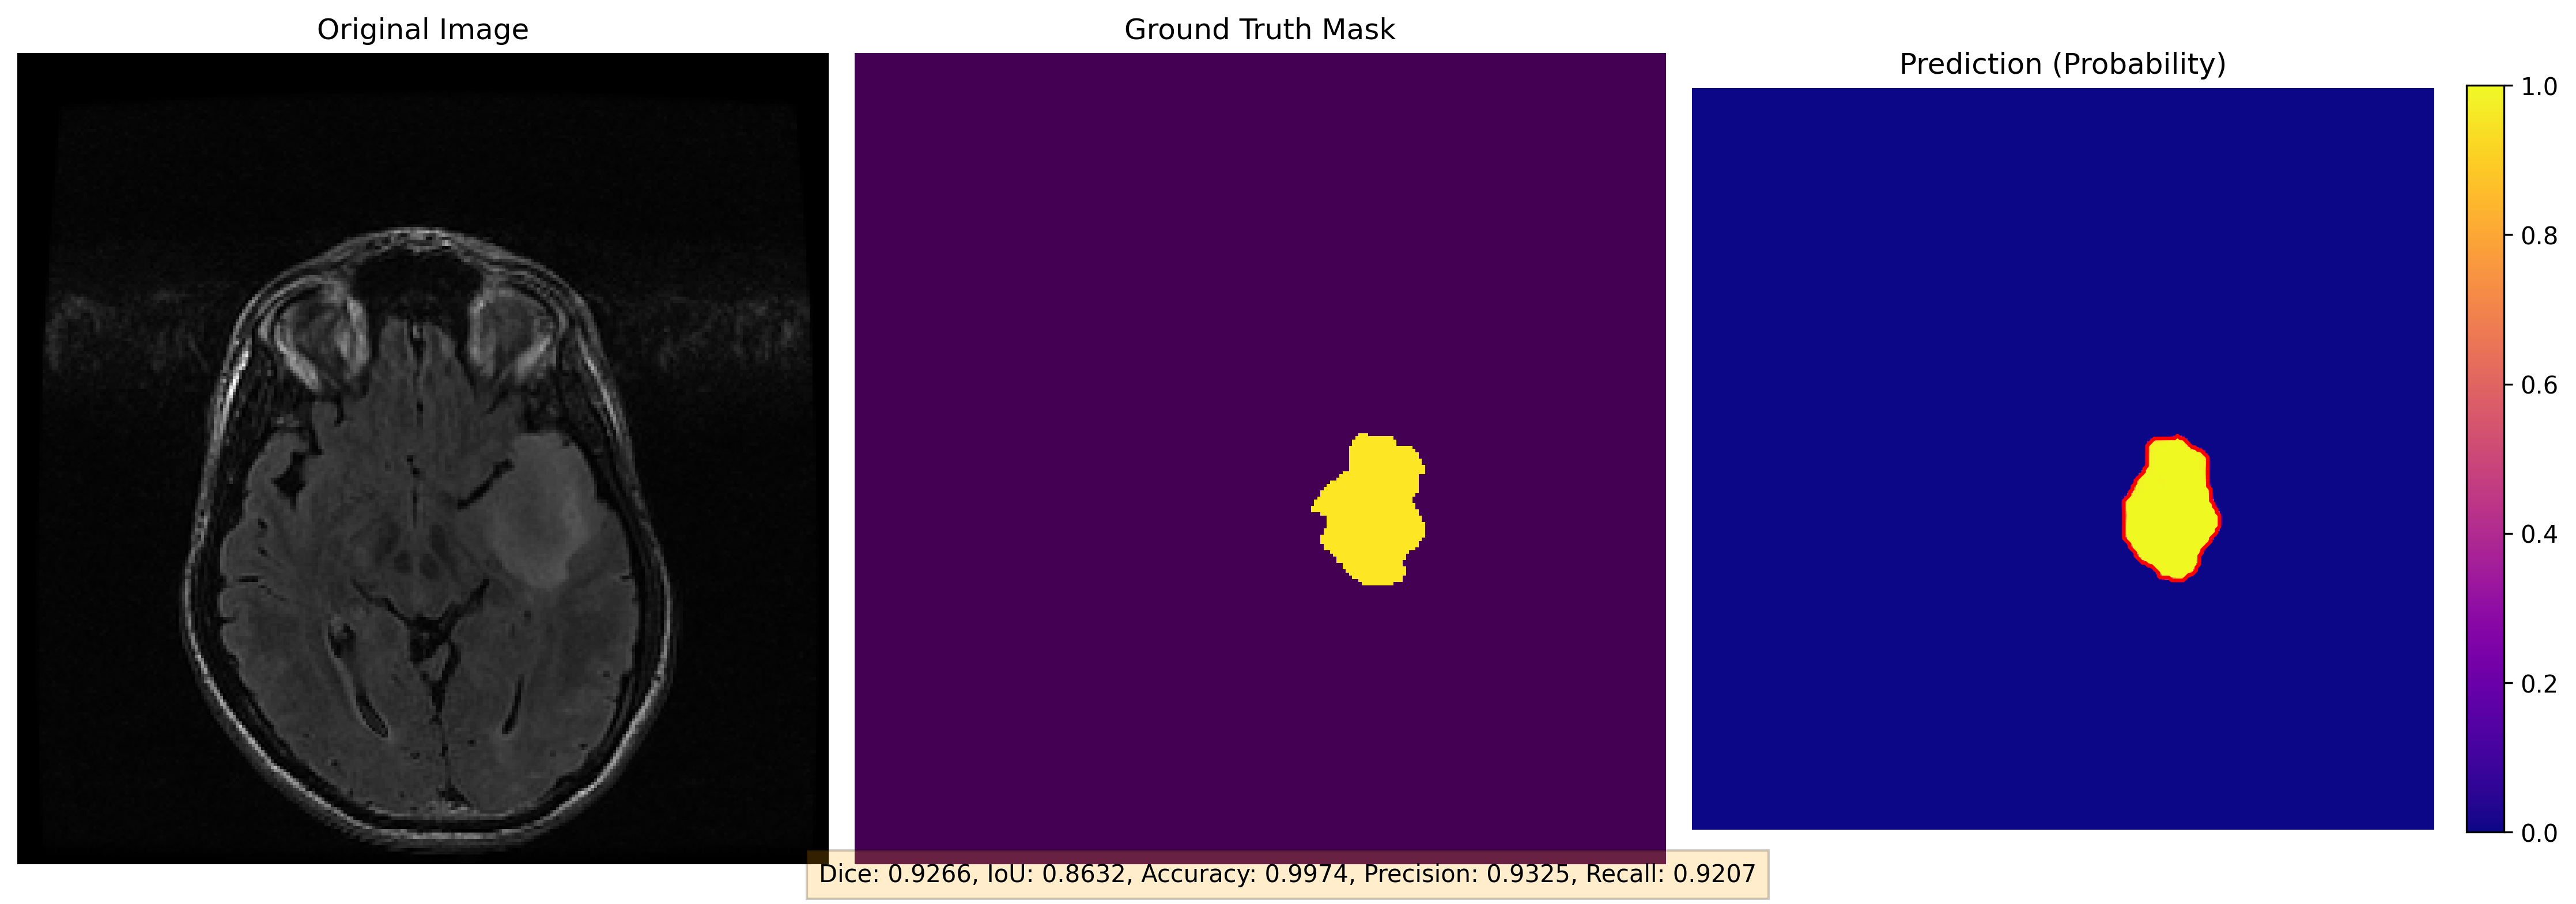 Original Image
Ground Truth Mask
Prediction (Probability)
1.0
0.8
0.6
0.4
0.2
0.0
Dice: 0.9266, IoU: 0.8632, Accuracy: 0.9974, Precision: 0.9325, Recall: 0.9207